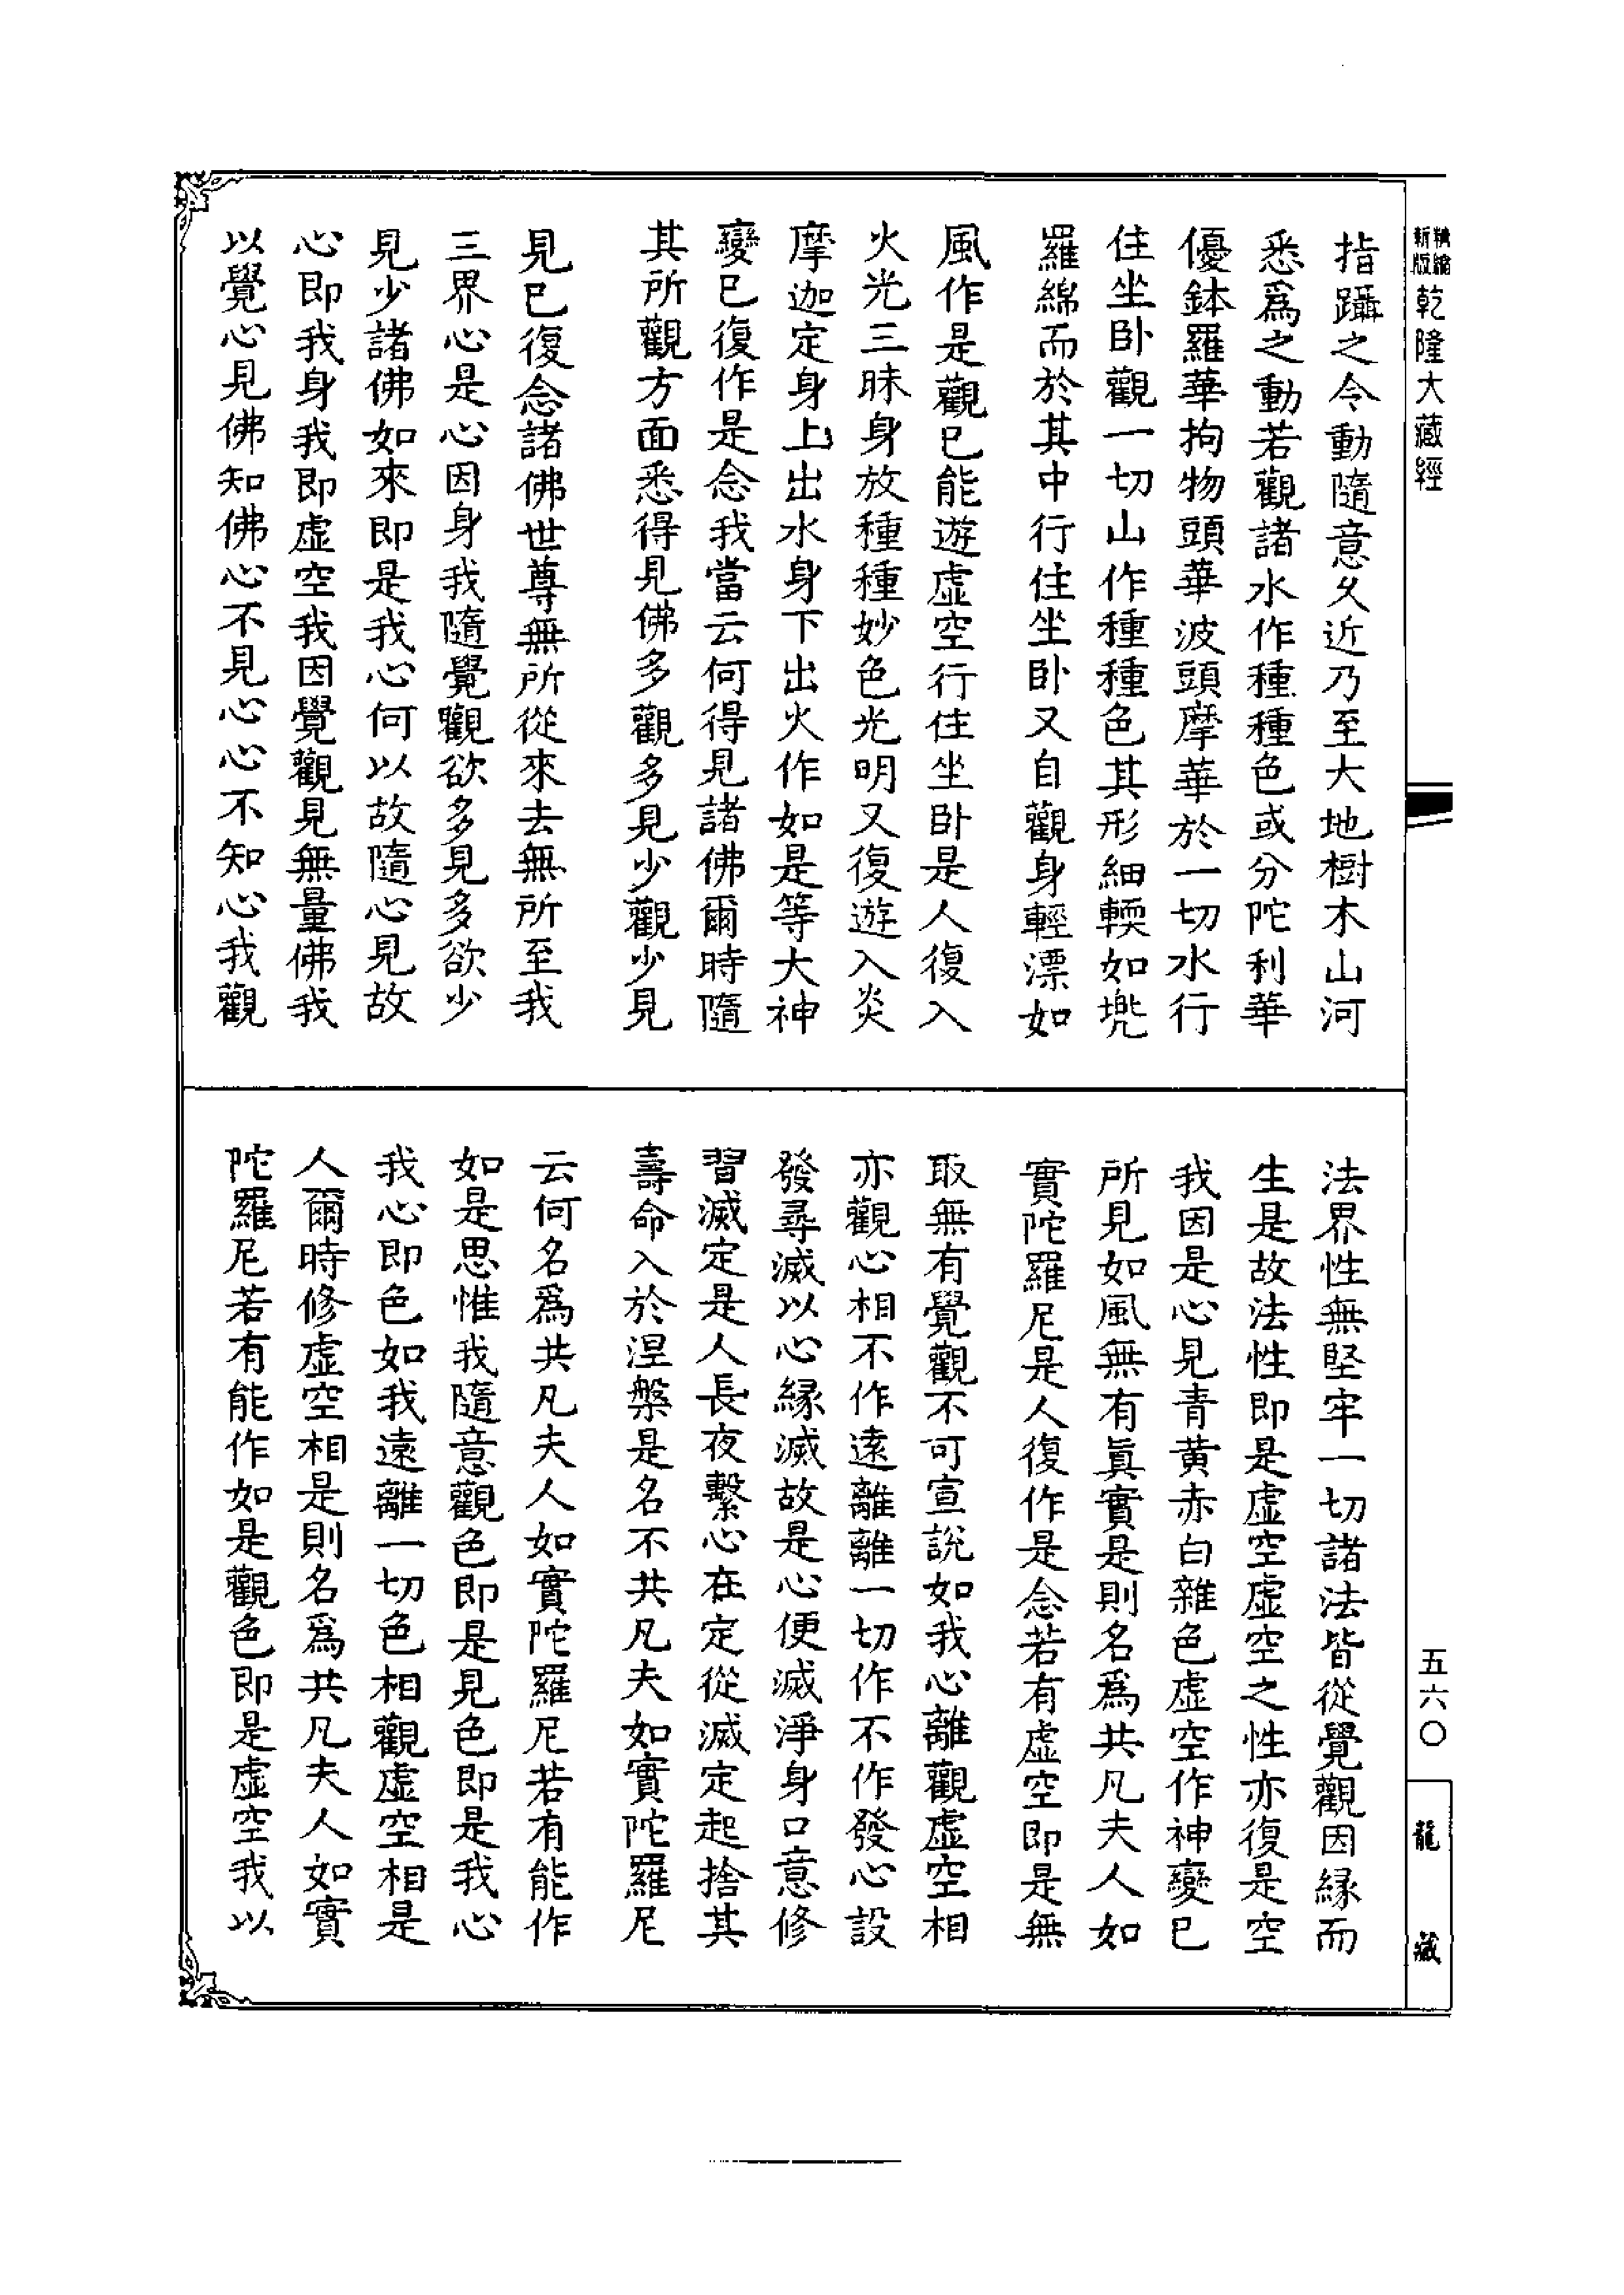 精縮新版乾隆大藏經
指躡之令動隨意久近乃至大地樹木山河
悉爲之動若觀諸水作種種色或分陀利華
優鉢羅華拘物頭華波頭摩華於一切水行
住坐卧觀一切山作種種色其形細輭如兠
羅綿而於其中行住坐卧又自觀身輕漂如
風作是觀已能遊虛空行住坐卧是人復入
火光三昧身放種種妙色光明又復遊入炎
摩迦定身上出水身下出火作如是等大神
變已復作是念我當云何得見諸佛爾時隨
其所觀方面悉得見佛多觀多見少觀少見
見已復念諸佛世尊無所從來去無所至我
三界心是心因身我隨覺觀欲多見多欲少
見少諸佛如來即是我心何以故隨心見故
心即我身我即虛空我因覺觀見無量佛我
以覺心見佛知佛心不見心心不知心我觀
法界性無堅牢一切諸法皆從覺觀因緣而
生是故法性即是虛空虛空之性亦復是空
我因是心見青黄赤白雜色虛空作神變已
所見如風無有眞實是則名爲共凡夫人如
實陀羅尼是人復作是念若有虛空即是無
取無有覺觀不可宣說如我心離觀虛空相
亦觀心相不作遠離離一切作不作發心設
發尋滅以心緣滅故是心便滅淨身口意修
習滅定是人長夜繫心在定從滅定起捨其
壽命入於涅槃是名不共凡夫如實陀羅尼
云何名爲共凡夫人如實陀羅尼若有能作
如是思惟我隨意觀色即是見色即是我心
我心即色如我遠離一切色相觀虛空相是
人爾時修虛空相是則名爲共凡夫人如實
陀羅尼若有能作如是觀色即是虛空我以
五六〇
龍藏